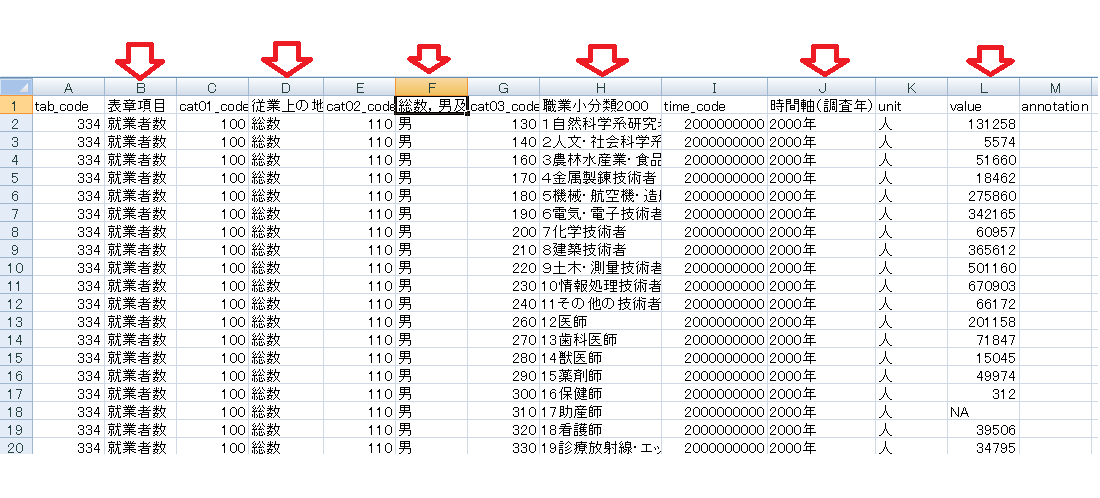 A B C D E F G H I J K L M
1 tab_code 表章項目 cat01_code 従業上の地 cat02_code 総数，男及 cat03_code 職業小分類2000 time_code 時間軸(調査年) unit value annotation
2 334 就業者数 100 総数 110 男 130 1自然科学系研究者 2000000000 2000年 人 131258
3 334 就業者数 100 総数 110 男 140 2人文・社会科学系 2000000000 2000年 人 5574
4 334 就業者数 100 総数 110 男 160 3農林水産業・食品 2000000000 2000年 人 51660
5 334 就業者数 100 総数 110 男 170 4金属製錬技術者 2000000000 2000年 人 18462
6 334 就業者数 100 総数 110 男 180 5機械・航空機・造船 2000000000 2000年 人 275860
7 334 就業者数 100 総数 110 男 190 6電気・電子技術者 2000000000 2000年 人 342165
8 334 就業者数 100 総数 110 男 200 7化学技術者 2000000000 2000年 人 60957
9 334 就業者数 100 総数 110 男 210 8建築技術者 2000000000 2000年 人 365612
10 334 就業者数 100 総数 110 男 220 9土木・測量技術者 2000000000 2000年 人 501160
11 334 就業者数 100 総数 110 男 230 10情報処理技術者 2000000000 2000年 人 670903
12 334 就業者数 100 総数 110 男 240 11その他の技術者 2000000000 2000年 人 66172
13 334 就業者数 100 総数 110 男 260 12医師 2000000000 2000年 人 201158
14 334 就業者数 100 総数 110 男 270 13歯科医師 2000000000 2000年 人 71847
15 334 就業者数 100 総数 110 男 280 14獣医師 2000000000 2000年 人 15045
16 334 就業者数 100 総数 110 男 290 15薬剤師 2000000000 2000年 人 49974
17 334 就業者数 100 総数 110 男 300 16保健師 2000000000 2000年 人 312
18 334 就業者数 100 総数 110 男 310 17助産師 2000000000 2000年 人 NA
19 334 就業者数 100 総数 110 男 320 18看護師 2000000000 2000年 人 39506
20 334 就業者数 100 総数 110 男 330 19診療放射線・エッ 2000000000 2000年 人 34795